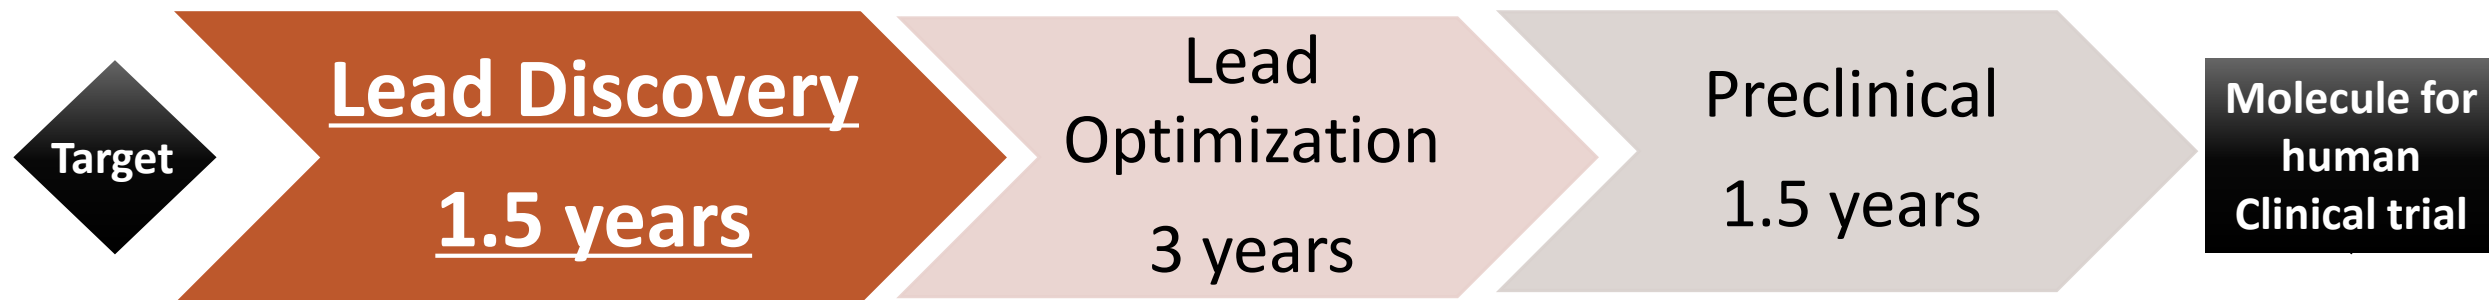 Target
Lead Discovery
1.5 years
Lead
Optimization
3 years
Preclinical
1.5 years
Molecule for
human
Clinical trial